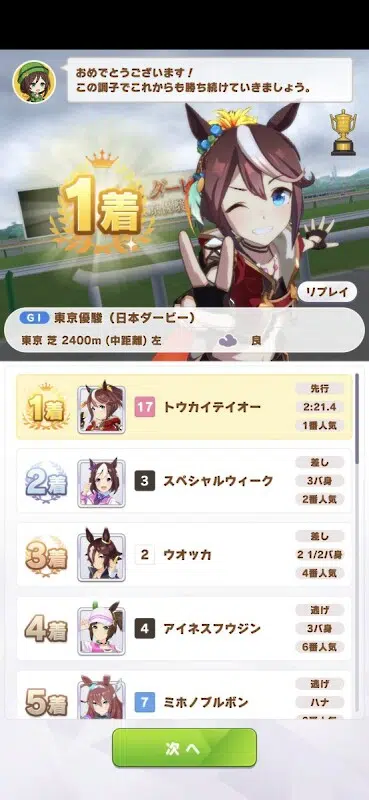 おめでとうございます！
この調子でこれからも勝ち続けていきましょう。
1着
リプレイ
GI 東京優駿（日本ダービー）
東京 芝 2400m (中距離) 左 良
1着 17 トウカイテイオー 先行 2:21.4 1番人気
2着 3 スペシャルウィーク 差し 3バ身 2番人気
3着 2 ウオッカ 差し 2 1/2バ身 4番人気
4着 4 アイネスフウジン 逃げ 3バ身 6番人気
5着 7 ミホノブルボン 逃げ ハナ
次へ